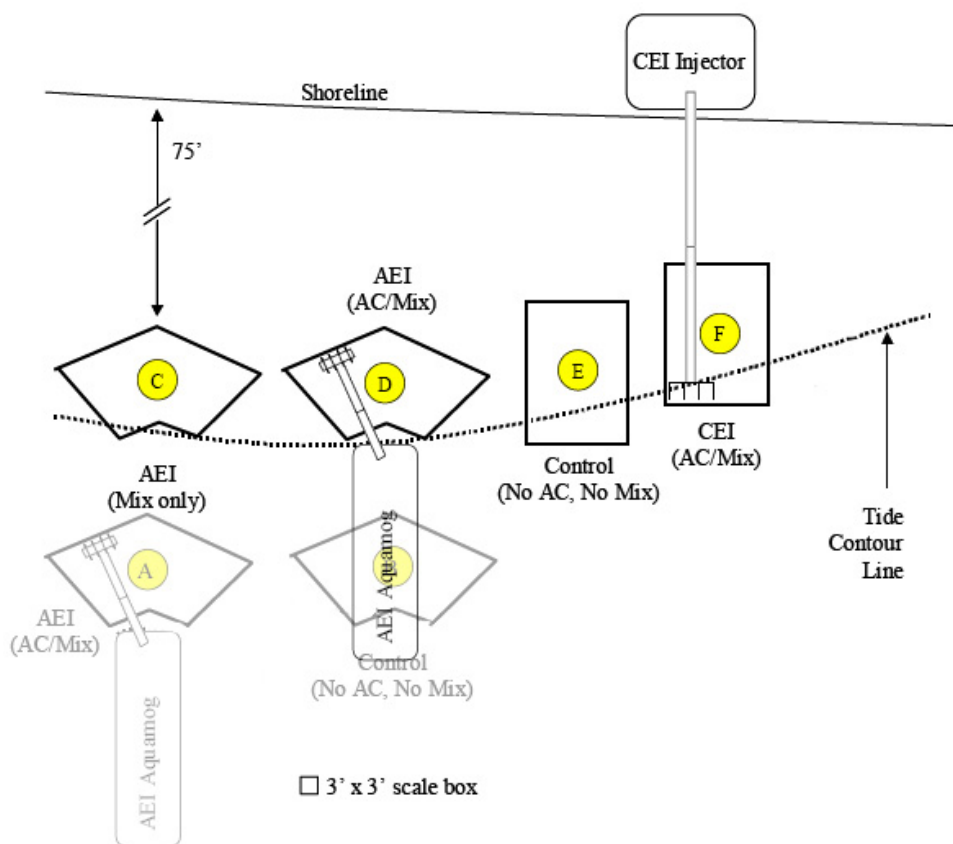 CEI Injector
Shoreline
75’
AEI
(AC/Mix)
F
C
D
E
CEI
(AC/Mix)
Control
(No AC, No Mix)
AEI
(Mix only)
Tide
Contour
Line
A
B
AEI Aquamog
AEI
(AC/Mix)
Control
(No AC, No Mix)
AEI Aquamog
3’ x 3’ scale box